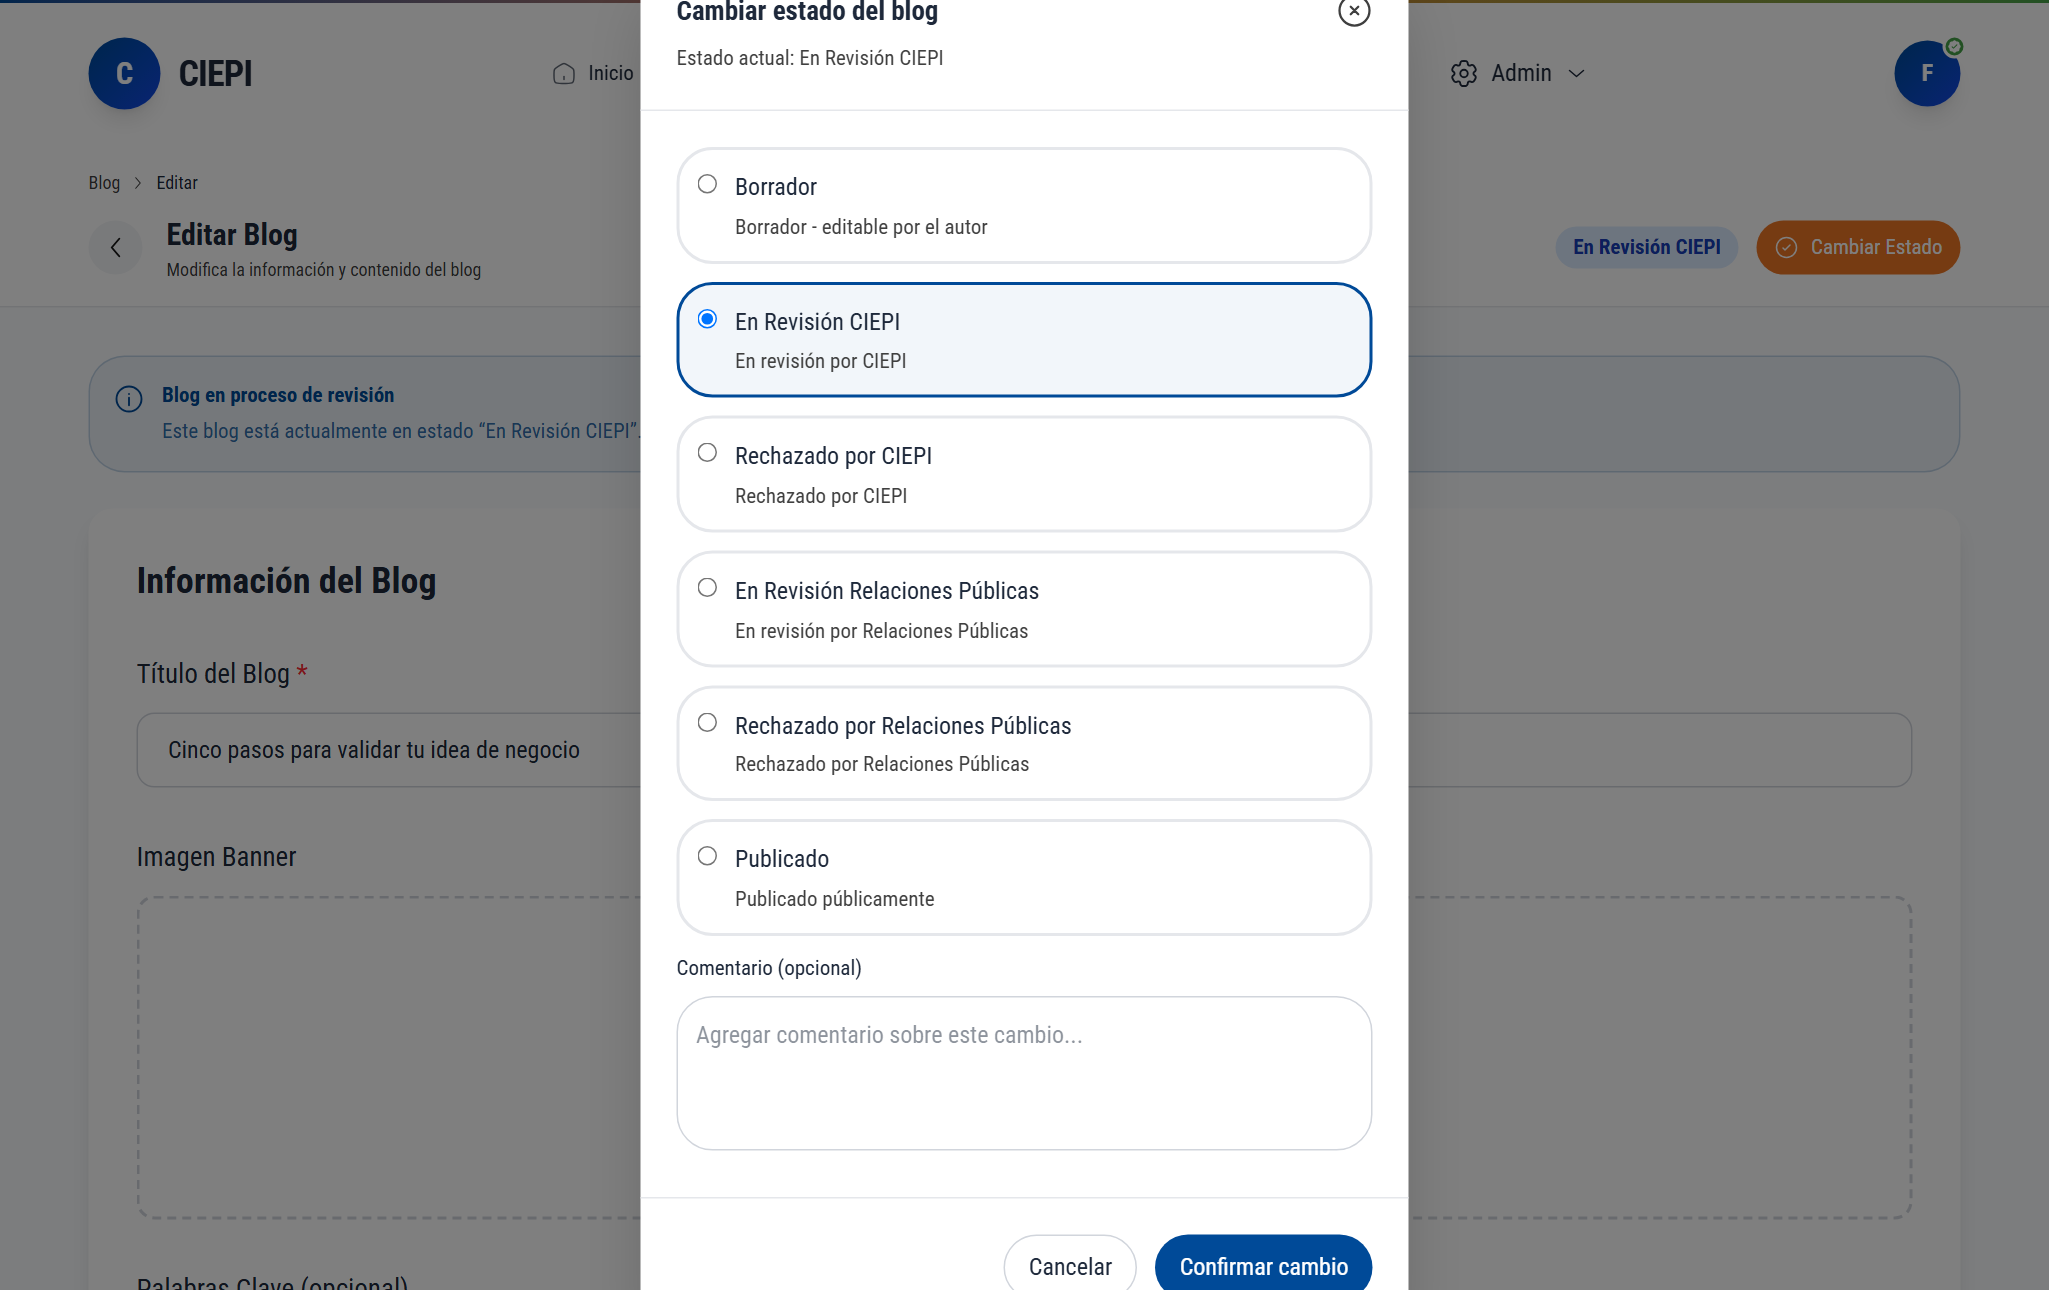 C
CIEPI
Inicio
Admin
F
Blog
Editar
Editar Blog
Modifica la información y contenido del blog
En Revisión CIEPI
Cambiar Estado
Blog en proceso de revisión
Este blog está actualmente en estado “En Revisión CIEPI”.
Información del Blog
Título del Blog *
Cinco pasos para validar tu idea de negocio
Imagen Banner
Palabras Clave (opcional)
Cambiar estado del blog
Estado actual: En Revisión CIEPI
Borrador
Borrador - editable por el autor
En Revisión CIEPI
En revisión por CIEPI
Rechazado por CIEPI
Rechazado por CIEPI
En Revisión Relaciones Públicas
En revisión por Relaciones Públicas
Rechazado por Relaciones Públicas
Rechazado por Relaciones Públicas
Publicado
Publicado públicamente
Comentario (opcional)
Agregar comentario sobre este cambio...
Cancelar
Confirmar cambio